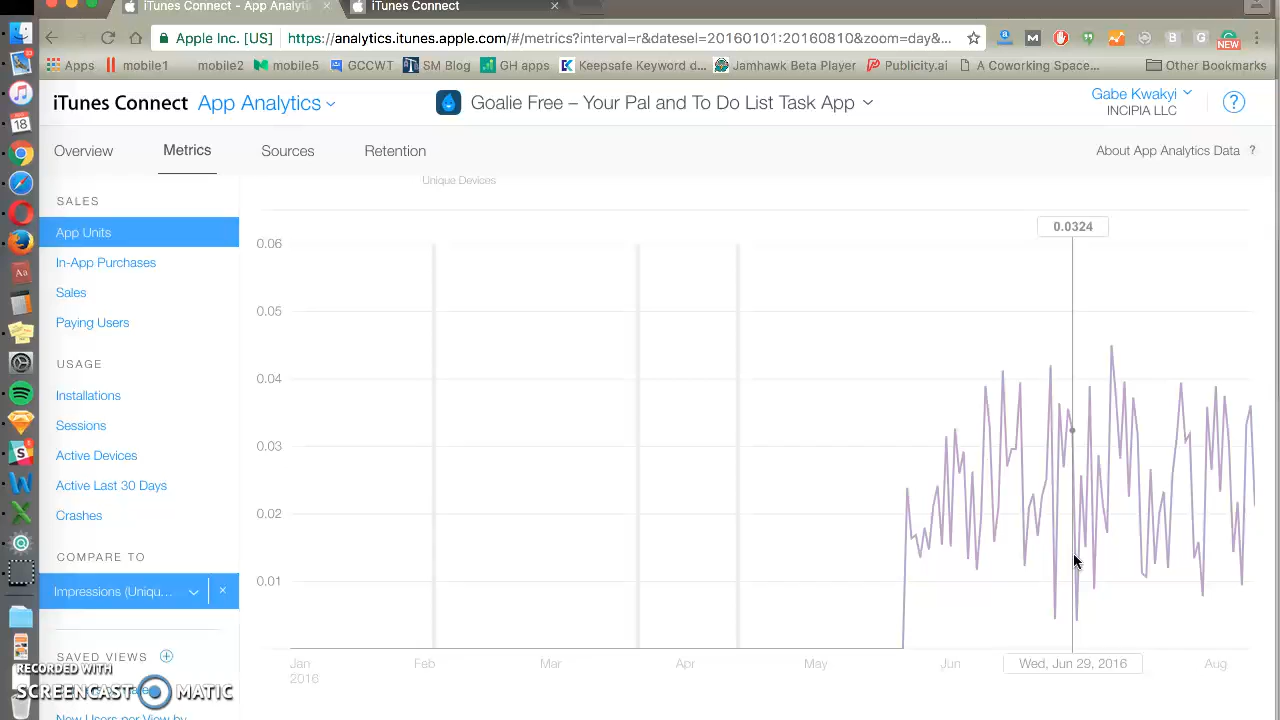 iTunes Connect - App Analyti
iTunes Connect
Apple Inc. [US]
https://analytics.itunes.apple.com/#/metrics?interval=r&datesel=20160101:20160810&zoom=day&...
NEW
Apps
mobile1
mobile2
mobile5
GCCWT
SM Blog
GH apps
Keepsafe Keyword d...
Jamhawk Beta Player
Publicity.ai
A Coworking Space...
Other Bookmarks
iTunes Connect App Analytics
Goalie Free – Your Pal and To Do List Task App
Gabe Kwakyi
INCIPIA LLC
?
Overview
Metrics
Sources
Retention
About App Analytics Data ?
Unique Devices
SALES
App Units
In-App Purchases
Sales
Paying Users
USAGE
Installations
Sessions
Active Devices
Active Last 30 Days
Crashes
COMPARE TO
Impressions (Uniqu... ×
SAVED VIEWS
New Users per View by
0.0324
0.06
0.05
0.04
0.03
0.02
0.01
Jan
2016
Feb
Mar
Apr
May
Jun
Wed, Jun 29, 2016
Aug
AUG
18
Aa
S
W
X
RECORDED WITH
SCREENCAST MATIC